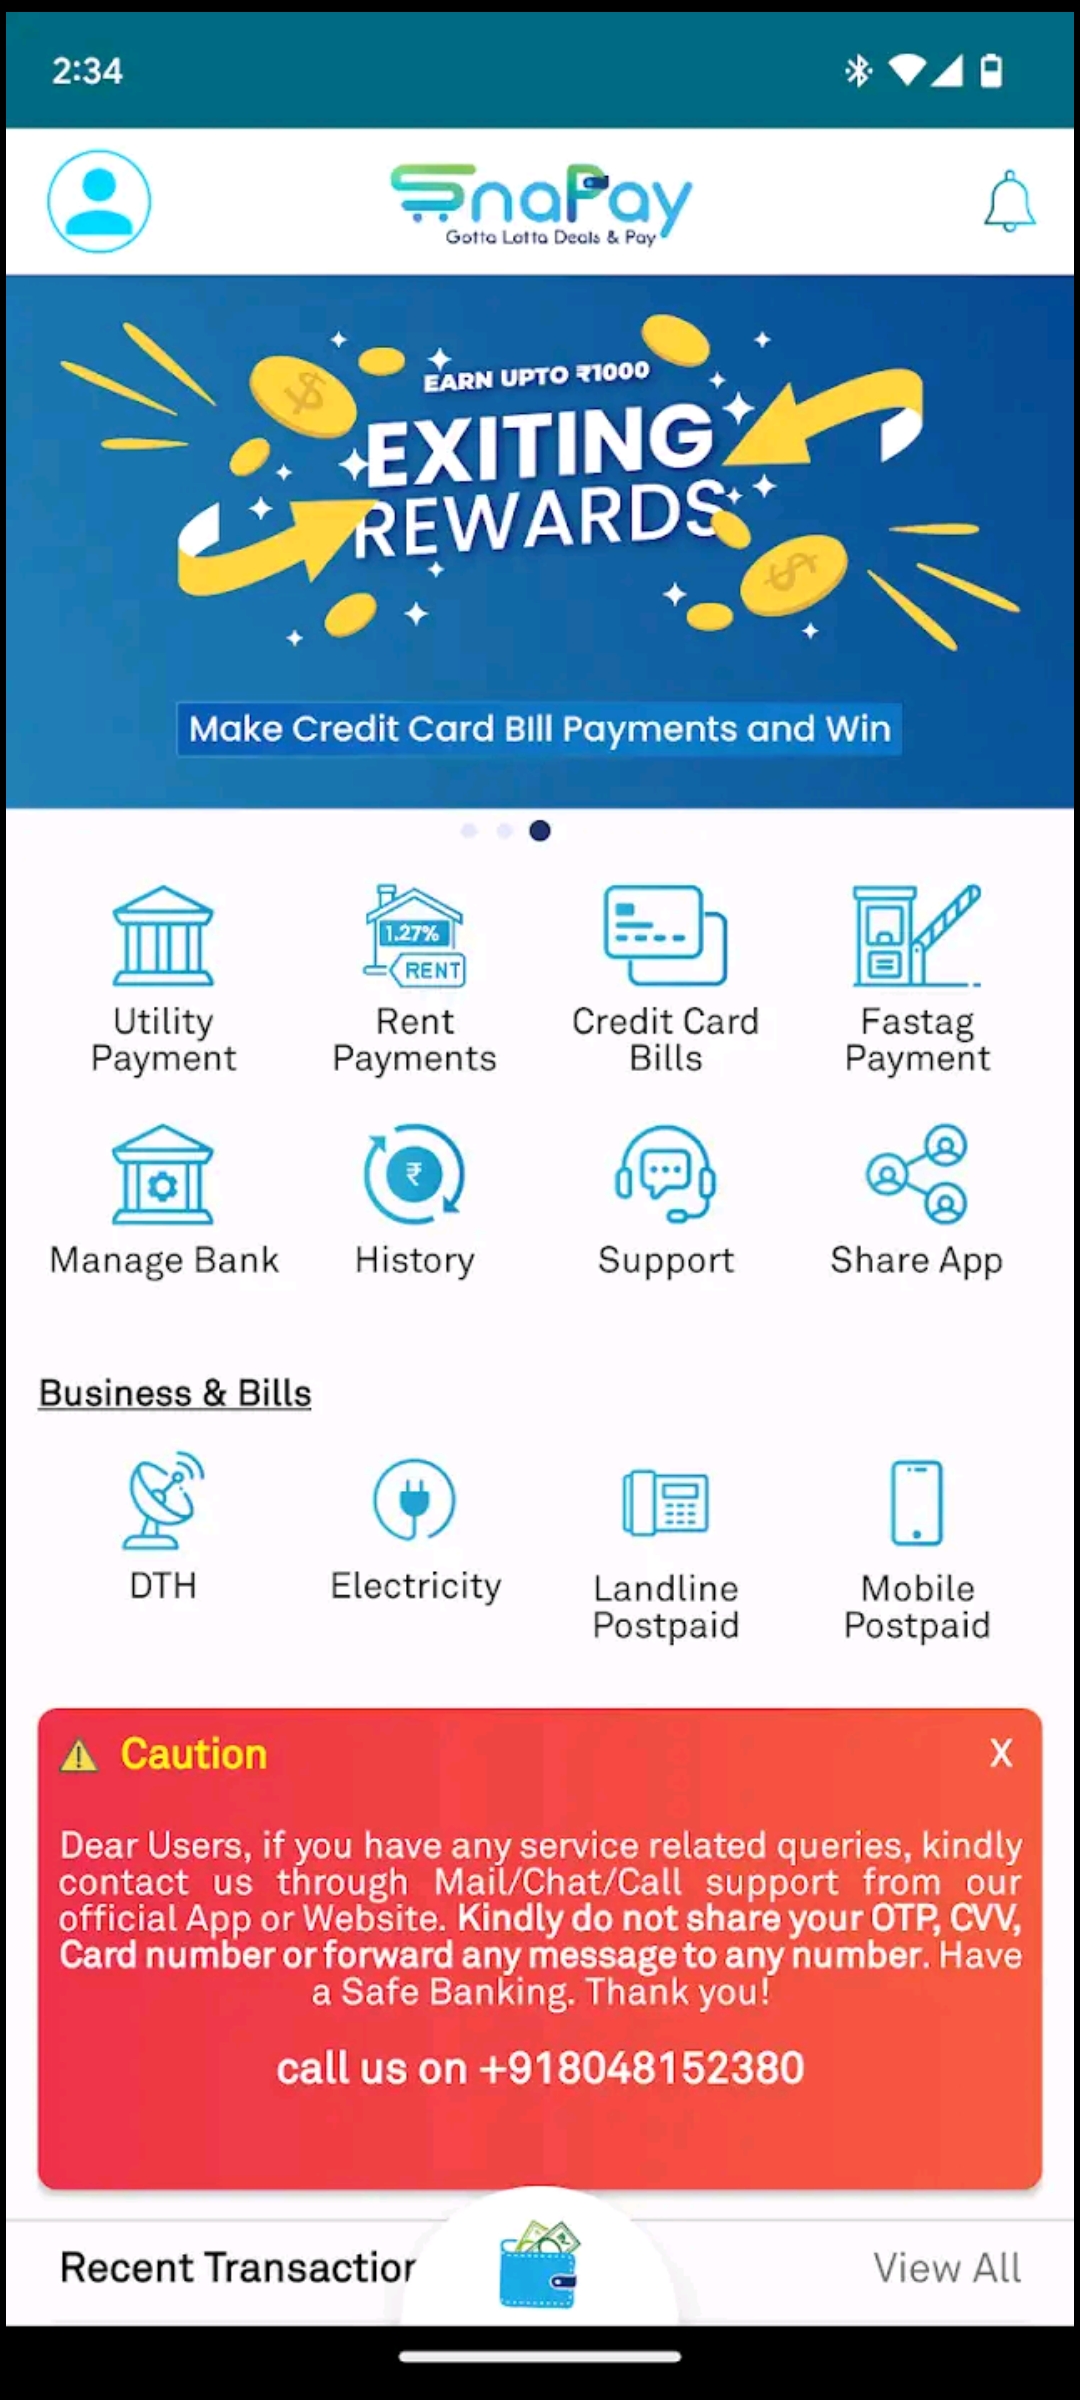 2:34
SnaPay
Gotta Lotta Deals & Pay
EARN UPTO ₹1000
EXITING
REWARDS
Make Credit Card BIll Payments and Win
Utility
Payment
1.27%
RENT
Rent
Payments
Credit Card
Bills
Fastag
Payment
Manage Bank
₹
History
Support
Share App
Business & Bills
DTH
Electricity
Landline
Postpaid
Mobile
Postpaid
Caution
X
Dear Users, if you have any service related queries, kindly
contact us through Mail/Chat/Call support from our
official App or Website. Kindly do not share your OTP, CVV,
Card number or forward any message to any number. Have
a Safe Banking. Thank you!
call us on +918048152380
Recent Transaction
View All